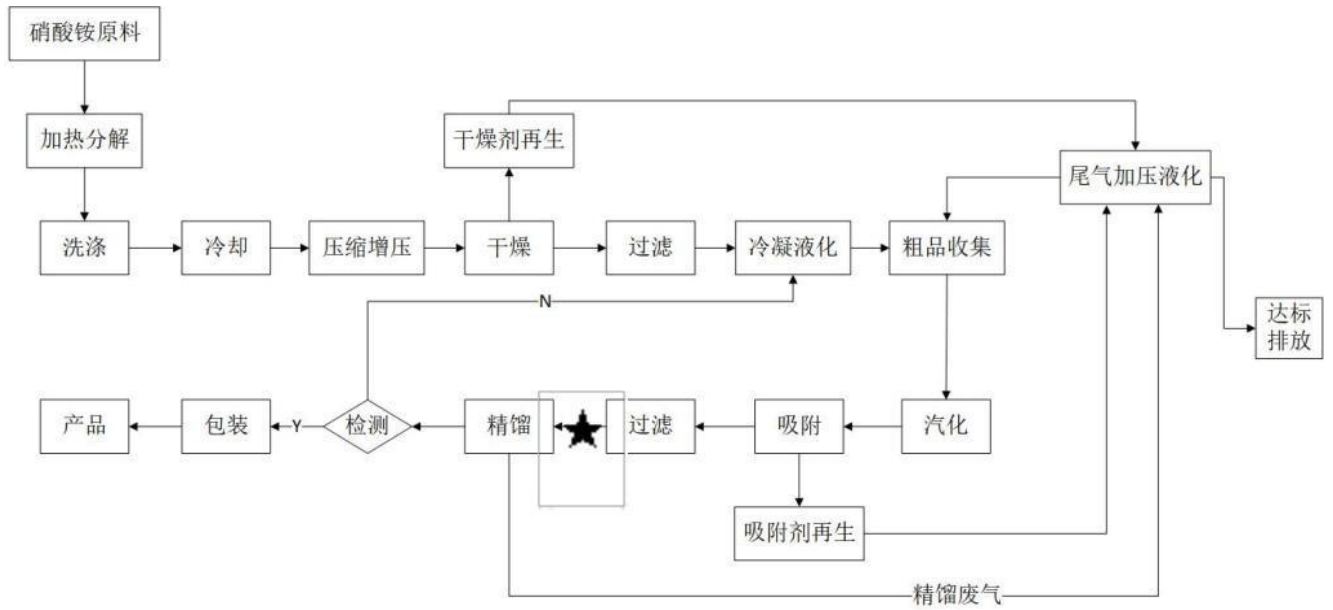 硝酸铵原料
加热分解
干燥剂再生
尾气加压液化
洗涤
冷却
压缩增压
干燥
过滤
冷凝液化
粗品收集
N
达标
排放
产品
包装
Y
检测
精馏
过滤
吸附
汽化
吸附剂再生
精馏废气